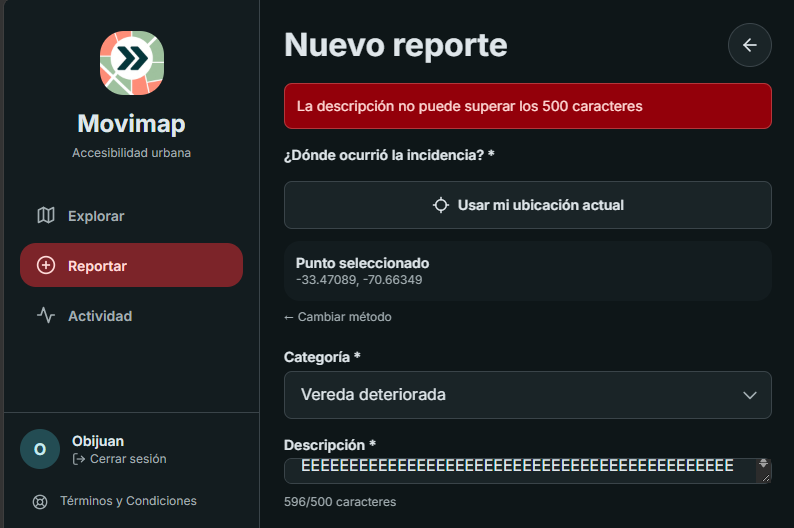 Movimap
Accesibilidad urbana
Explorar
Reportar
Actividad
O
Obijuan
Cerrar sesión
Términos y Condiciones
Nuevo reporte
La descripción no puede superar los 500 caracteres
¿Dónde ocurrió la incidencia? *
Usar mi ubicación actual
Punto seleccionado
-33.47089, -70.66349
← Cambiar método
Categoría *
Vereda deteriorada
Descripción *
EEEEEEEEEEEEEEEEEEEEEEEEEEEEEEEEEEEEEEEEEEEEE
596/500 caracteres